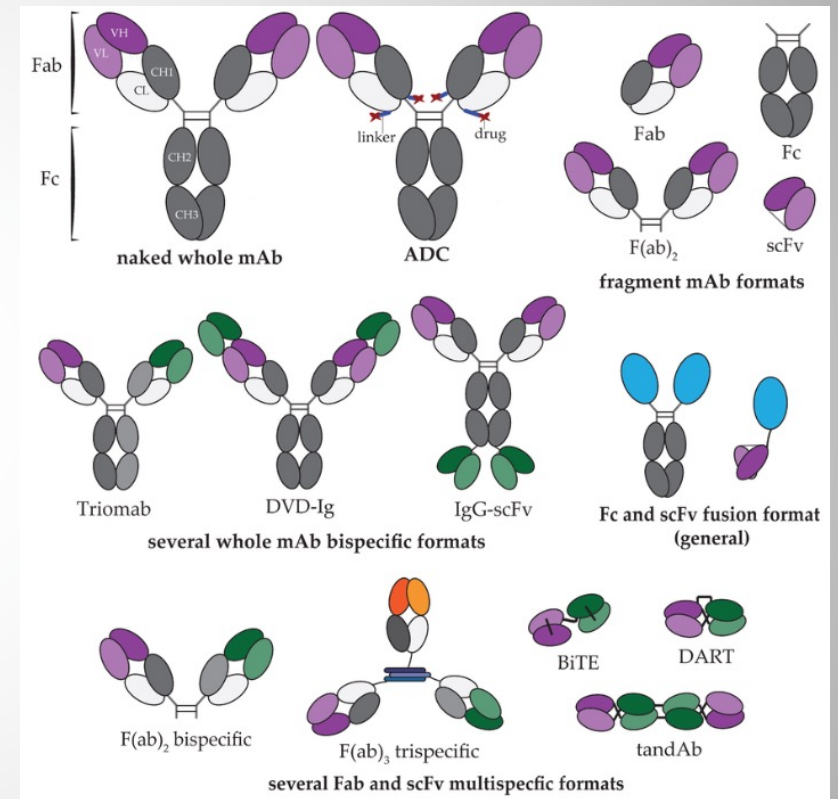 Fab
Fc
VH
VL
CH1
CL
CH2
CH3
naked whole mAb
linker
drug
ADC
Fab
Fc
F(ab)2
scFv
fragment mAb formats
Triomab
DVD-Ig
IgG-scFv
several whole mAb bispecific formats
Fc and scFv fusion format
(general)
F(ab)2 bispecific
F(ab)3 trispecific
BiTE
DART
tandAb
several Fab and scFv multispecfic formats